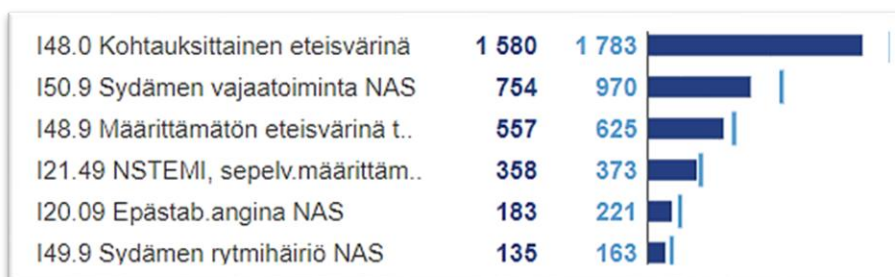 I48.0 Kohtauksittainen eteisvärinä 1 580 1 783
I50.9 Sydämen vajaatoiminta NAS 754 970
I48.9 Määrittämätön eteisvärinä t.. 557 625
I21.49 NSTEMI, sepelv.määrittäm.. 358 373
I20.09 Epästab.angina NAS 183 221
I49.9 Sydämen rytmihäiriö NAS 135 163